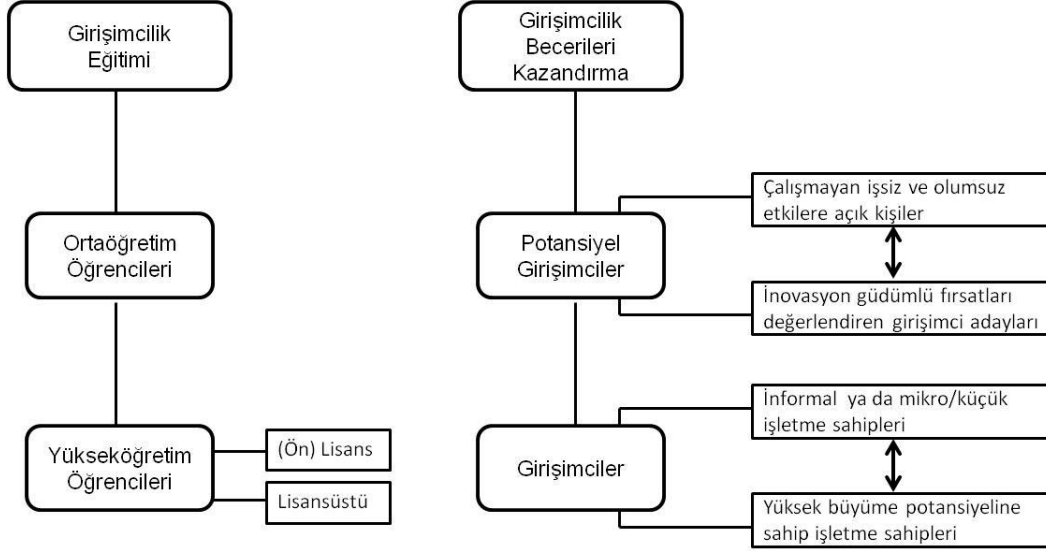 Girişimcilik
Eğitimi
Ortaöğretim
Öğrencileri
Yükseköğretim
Öğrencileri
(Ön) Lisans
Lisansüstü
Girişimcilik
Becerileri
Kazandırma
Potansiyel
Girişimciler
Çalışmayan işsiz ve olumsuz
etkilere açık kişiler
İnovasyon güdümlü fırsatları
değerlendiren girişimci adayları
Girişimciler
İnformal ya da mikro/küçük
işletme sahipleri
Yüksek büyüme potansiyeline
sahip işletme sahipleri